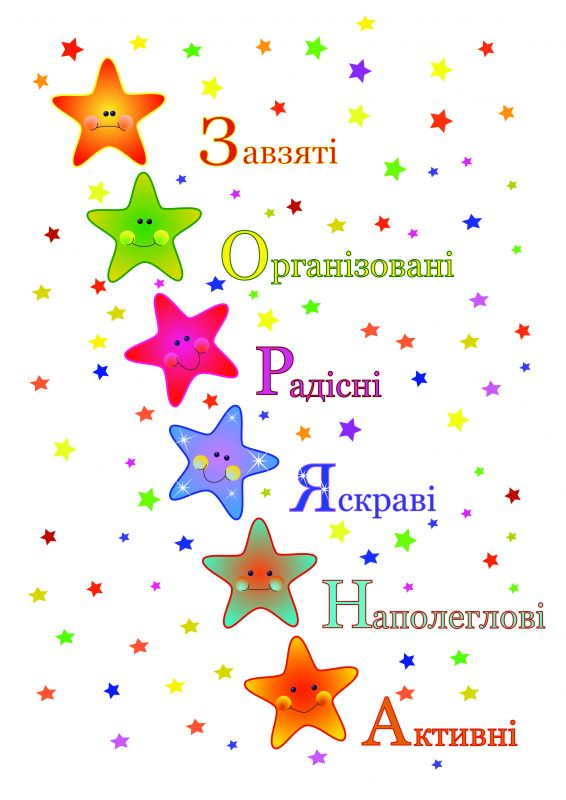 Завзяті
Організовані
Радісні
Яскраві
Наполеглові
Активні